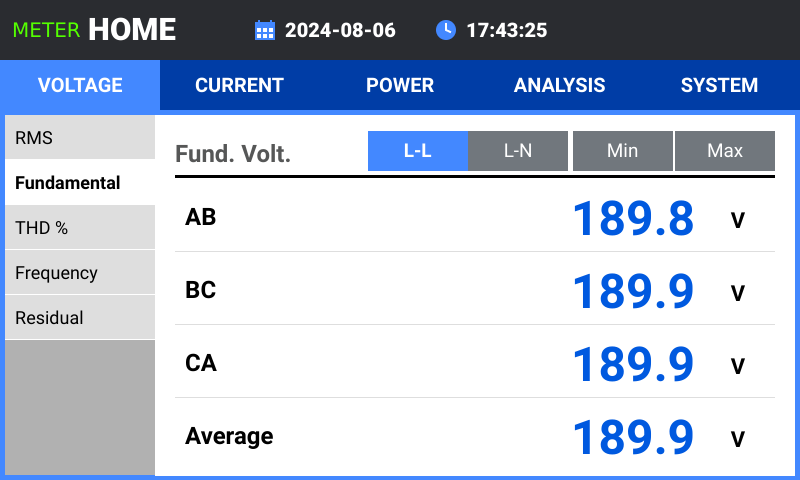 METER HOME 2024-08-06 17:43:25
VOLTAGE CURRENT POWER ANALYSIS SYSTEM
RMS
Fundamental
THD %
Frequency
Residual
Fund. Volt. L-L L-N Min Max
AB 189.8 V
BC 189.9 V
CA 189.9 V
Average 189.9 V